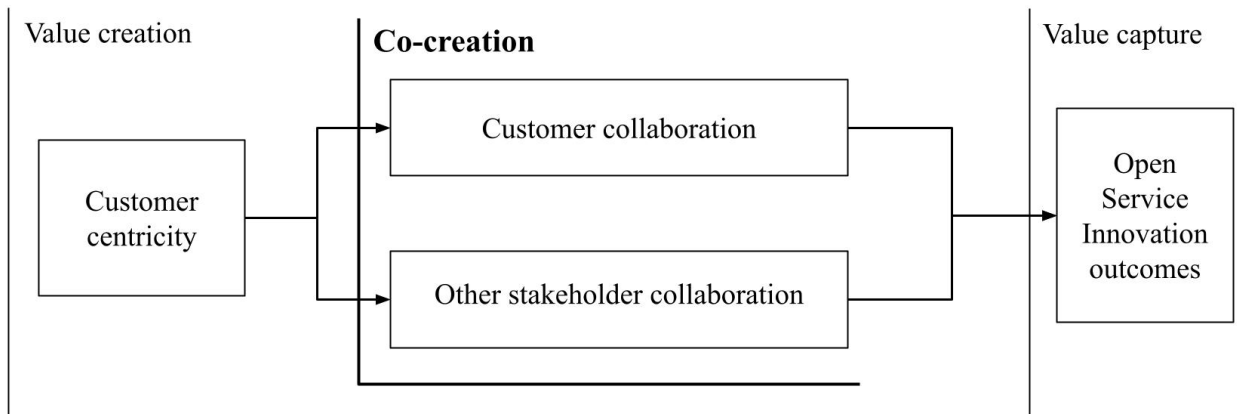 Value creation
Co-creation
Value capture
Customer
centricity
Customer collaboration
Other stakeholder collaboration
Open
Service
Innovation
outcomes